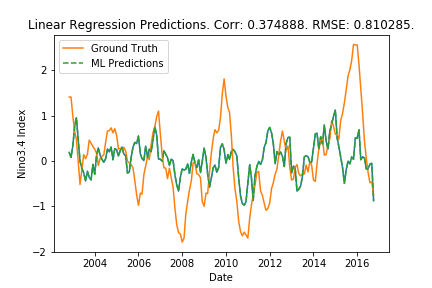 Linear Regression Predictions. Corr: 0.374888. RMSE: 0.810285.
Ground Truth
ML Predictions
2
1
0
−1
−2
Nino3.4 Index
2004
2006
2008
2010
2012
2014
2016
Date